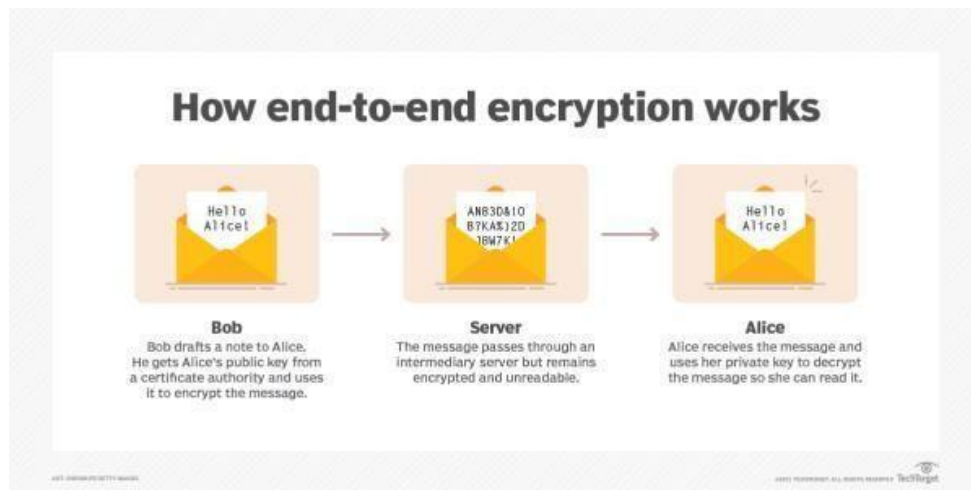 How end-to-end encryption works
Hello
Alice!
AN83D&!0
B7KA%)2D
JBW7K!
Hello
Alice!
Bob
Bob drafts a note to Alice.
He gets Alice's public key from
a certificate authority and uses
it to encrypt the message.
Server
The message passes through an
intermediary server but remains
encrypted and unreadable.
Alice
Alice receives the message and
uses her private key to decrypt
the message so she can read it.
TechTarget